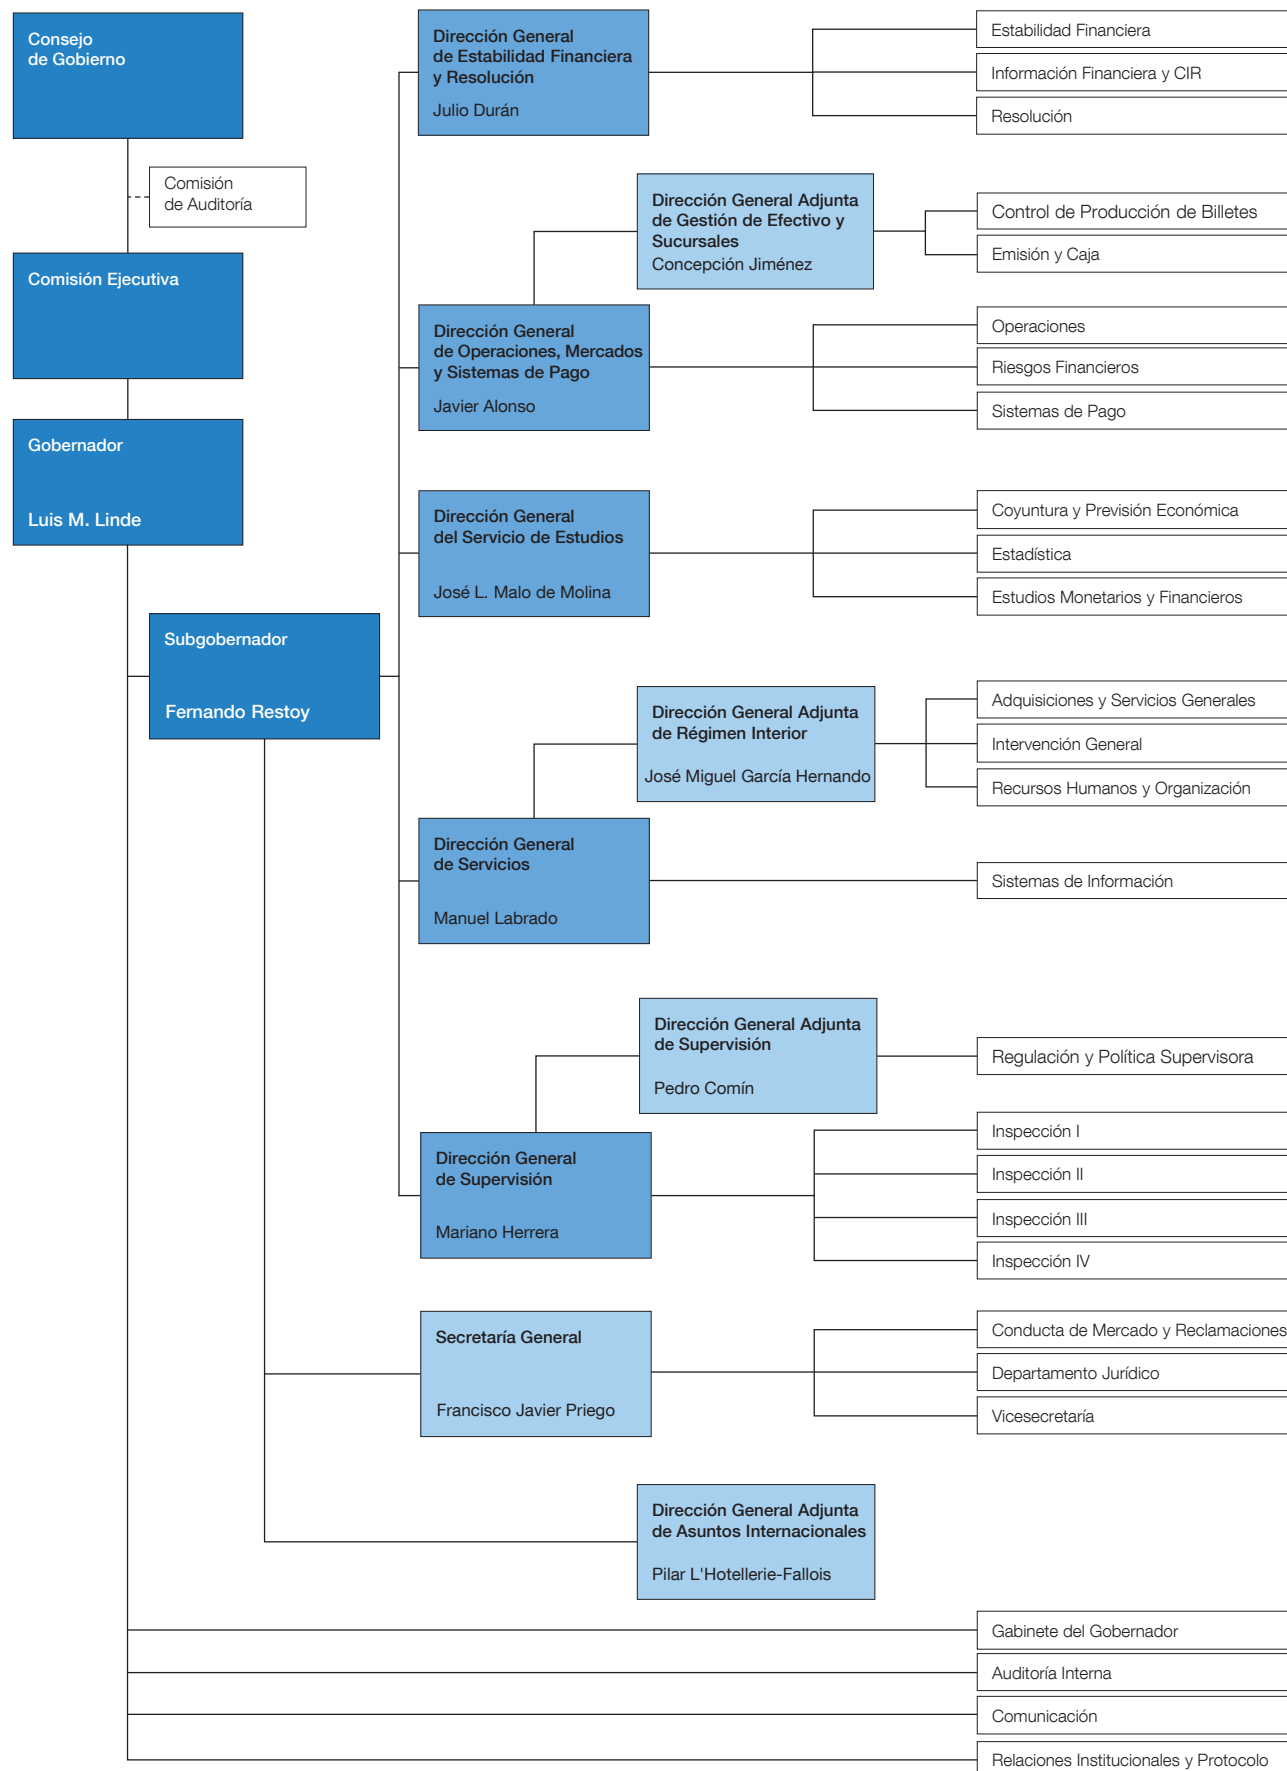 Consejo
de Gobierno
Comisión
de Auditoría
Comisión Ejecutiva
Gobernador
Luis M. Linde
Subgobernador
Fernando Restoy
Dirección General
de Estabilidad Financiera
y Resolución
Julio Durán
Estabilidad Financiera
Información Financiera y CIR
Resolución
Dirección General Adjunta
de Gestión de Efectivo y
Sucursales
Concepción Jiménez
Control de Producción de Billetes
Emisión y Caja
Dirección General
de Operaciones, Mercados
y Sistemas de Pago
Javier Alonso
Operaciones
Riesgos Financieros
Sistemas de Pago
Dirección General
del Servicio de Estudios
José L. Malo de Molina
Coyuntura y Previsión Económica
Estadística
Estudios Monetarios y Financieros
Dirección General Adjunta
de Régimen Interior
José Miguel García Hernando
Adquisiciones y Servicios Generales
Intervención General
Recursos Humanos y Organización
Dirección General
de Servicios
Manuel Labrado
Sistemas de Información
Dirección General Adjunta
de Supervisión
Pedro Comín
Regulación y Política Supervisora
Dirección General
de Supervisión
Mariano Herrera
Inspección I
Inspección II
Inspección III
Inspección IV
Secretaría General
Francisco Javier Priego
Conducta de Mercado y Reclamaciones
Departamento Jurídico
Vicesecretaría
Dirección General Adjunta
de Asuntos Internacionales
Pilar L'Hotellerie-Fallois
Gabinete del Gobernador
Auditoría Interna
Comunicación
Relaciones Institucionales y Protocolo